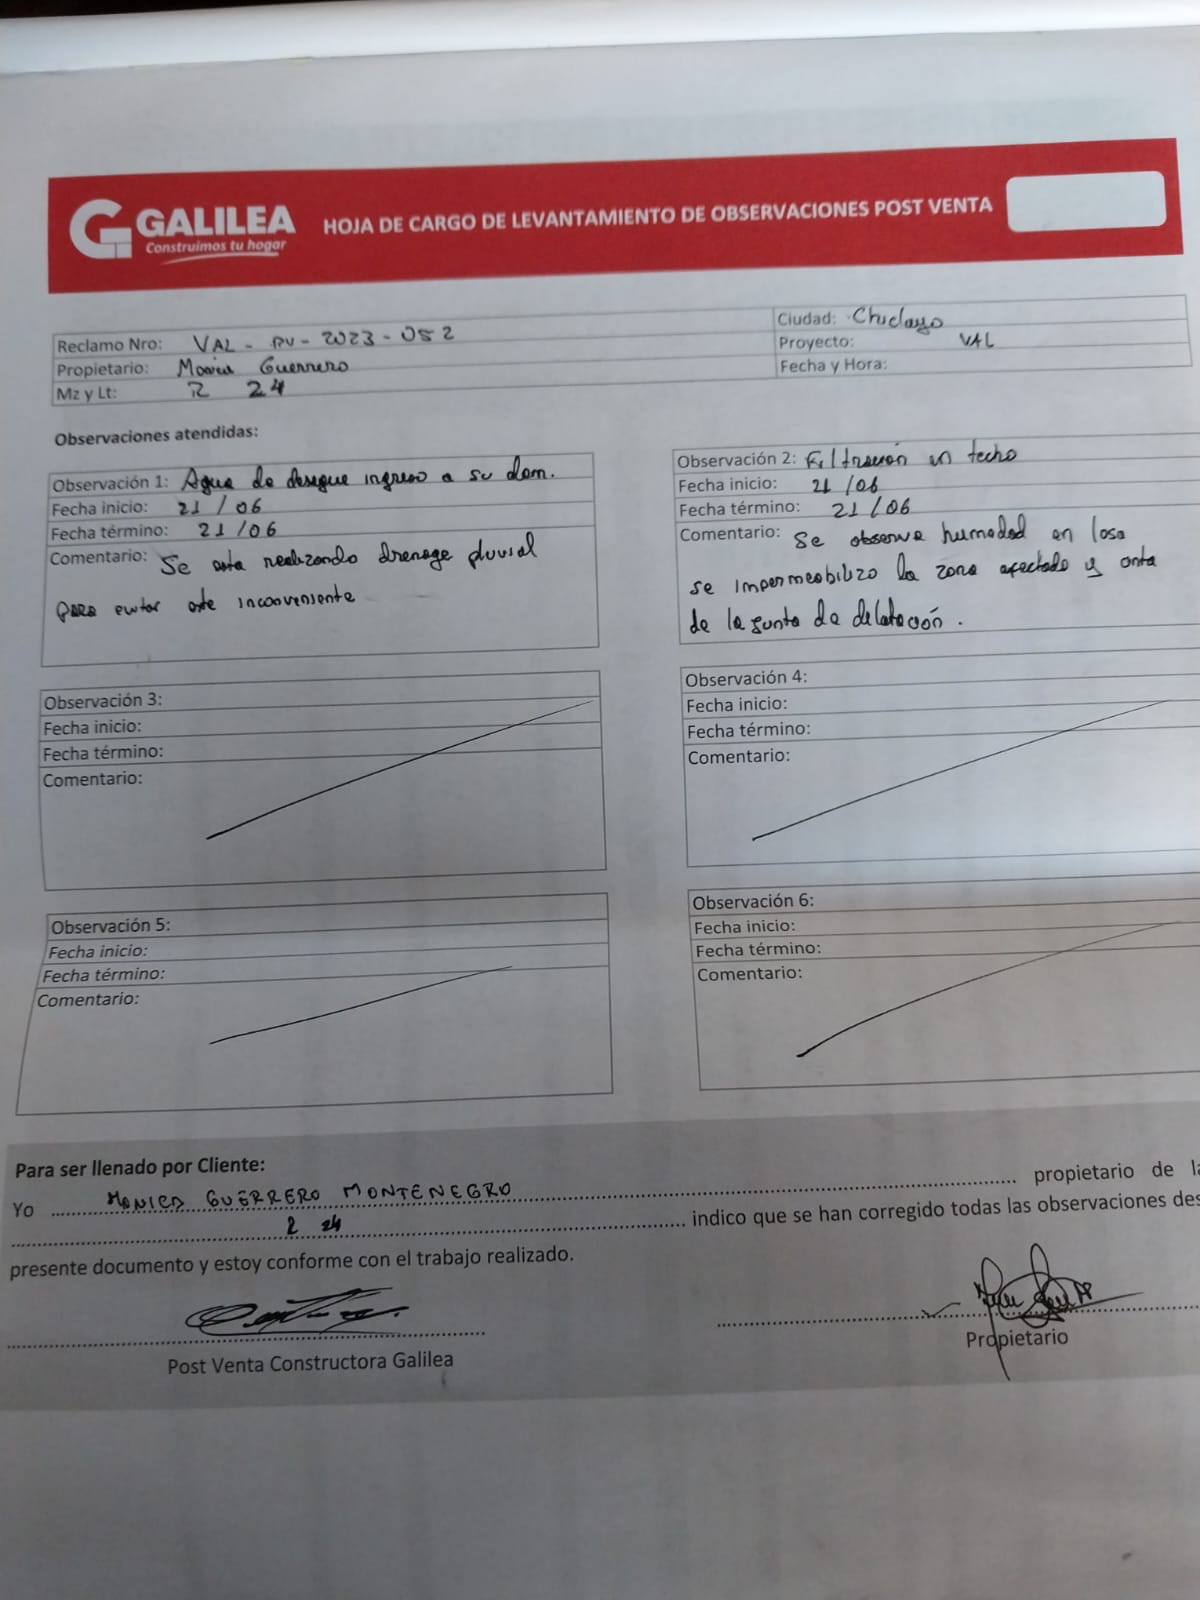 GALILEA
Construimos tu hogar
HOJA DE CARGO DE LEVANTAMIENTO DE OBSERVACIONES POST VENTA
Reclamo Nro: VAL - PV - 2023 - 052
Propietario: Monica Guerrero
Mz y Lt: R 24
Ciudad: Chiclayo
Proyecto: VAL
Fecha y Hora:
Observaciones atendidas:
Observación 1: Agua de desegue ingreso a su dom.
Fecha inicio: 21 / 06
Fecha término: 21 / 06
Comentario: Se esta realizando drenage pluvial
para evitar este inconveniente
Observación 2: Filtración en techo
Fecha inicio: 21 / 06
Fecha término: 21 / 06
Comentario: Se observa humedad en losa
se impermeabilizo la zona afectado y
de la junta de delatación.
Observación 3:
Fecha inicio:
Fecha término:
Comentario:
Observación 4:
Fecha inicio:
Fecha término:
Comentario:
Observación 5:
Fecha inicio:
Fecha término:
Comentario:
Observación 6:
Fecha inicio:
Fecha término:
Comentario:
Para ser llenado por Cliente:
Yo MONICA GUERRERO MONTENEGRO propietario de la
24 indico que se han corregido todas las observaciones des
presente documento y estoy conforme con el trabajo realizado.
Post Venta Constructora Galilea
Propietario